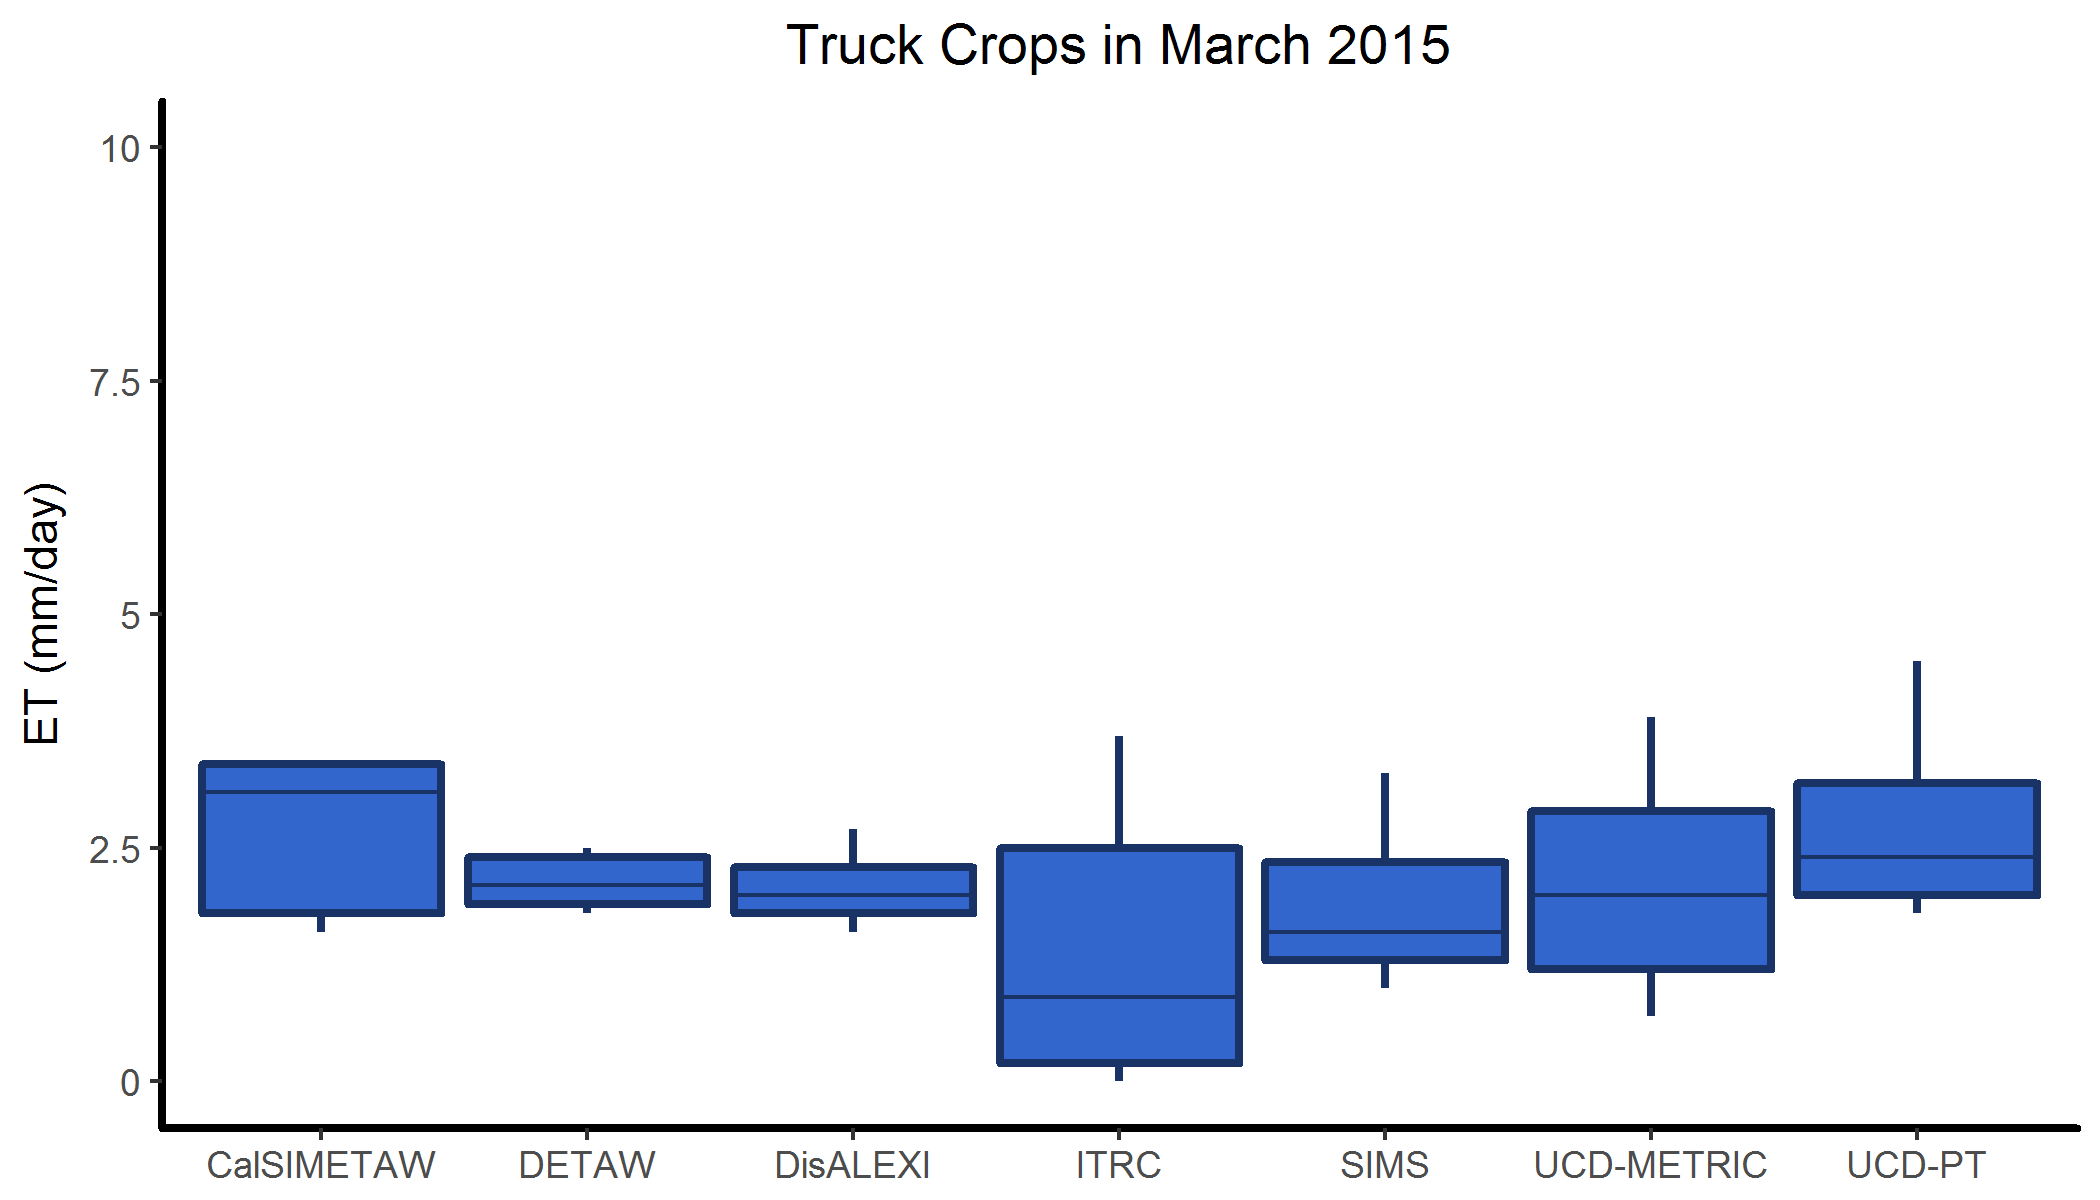 Truck Crops in March 2015
ET (mm/day)
10
7.5
5
2.5
0
CalSIMETAW DETAW DisALEXI ITRC SIMS UCD-METRIC UCD-PT